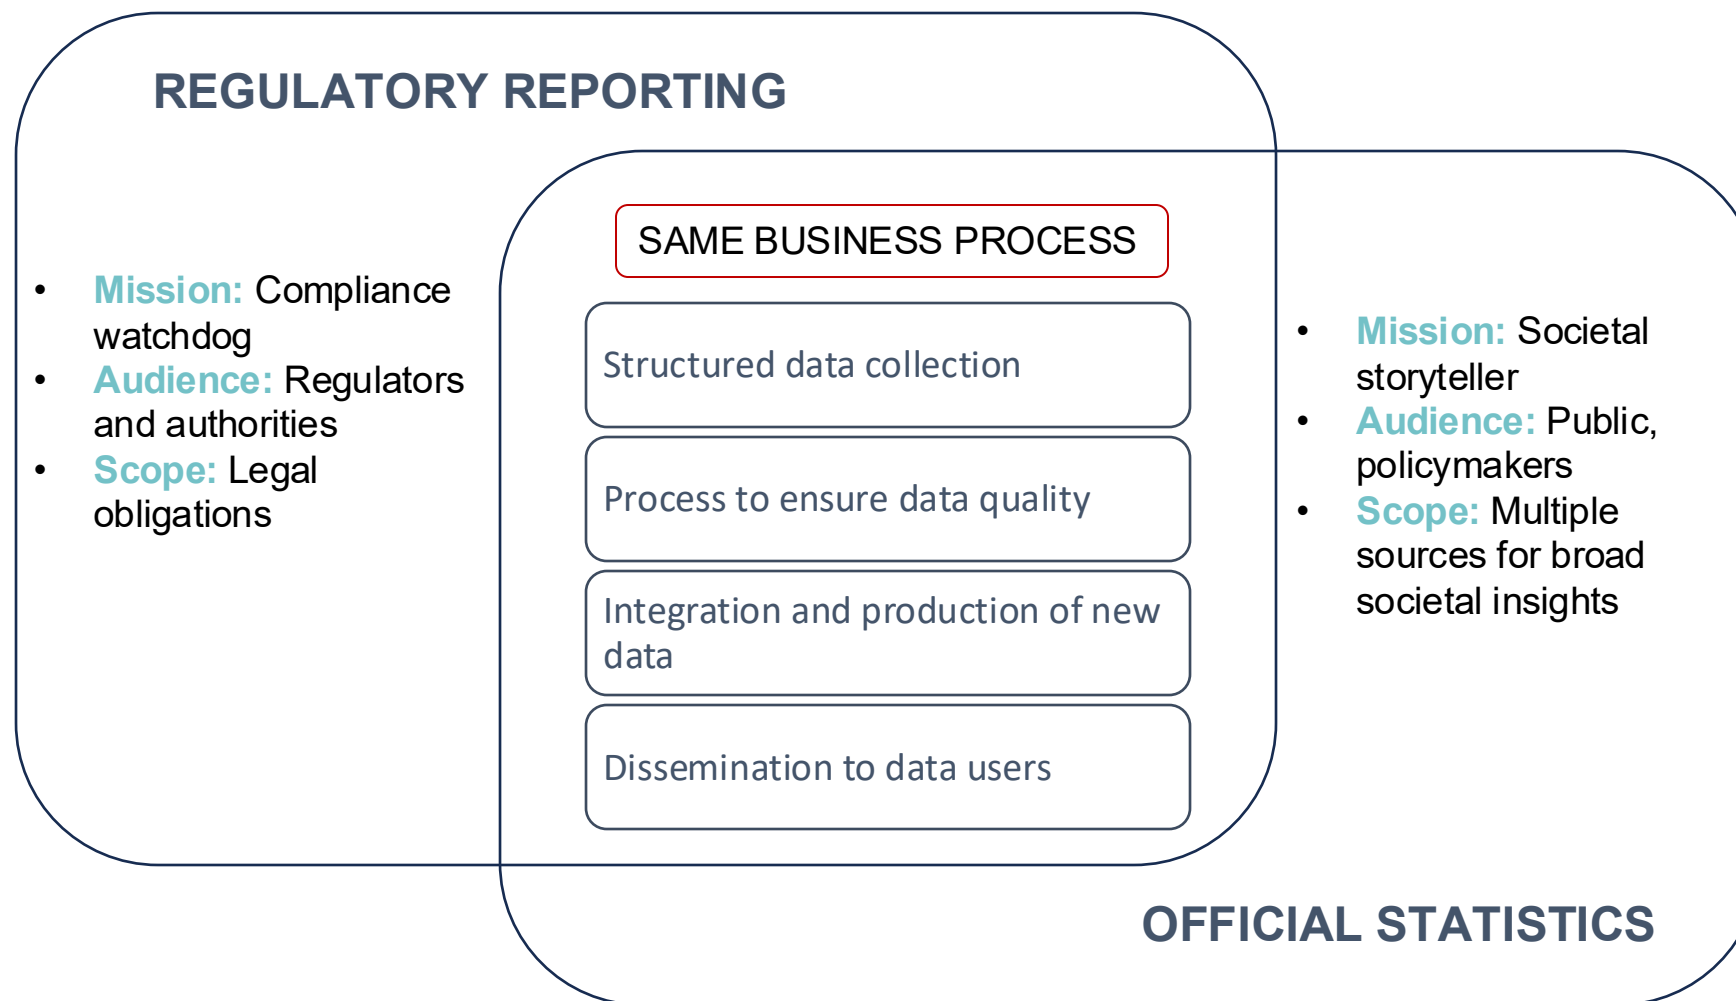 REGULATORY REPORTING
• Mission: Compliance
watchdog
• Audience: Regulators
and authorities
• Scope: Legal
obligations
SAME BUSINESS PROCESS
Structured data collection
Process to ensure data quality
Integration and production of new
data
Dissemination to data users
• Mission: Societal
storyteller
• Audience: Public,
policymakers
• Scope: Multiple
sources for broad
societal insights
OFFICIAL STATISTICS